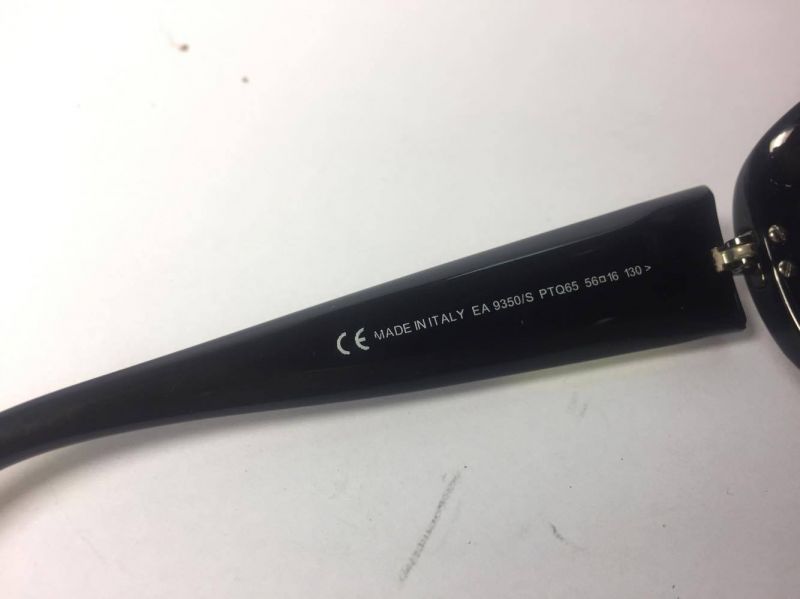 CE MADE IN ITALY EA 9350/S PTQ65 56□16 130 >